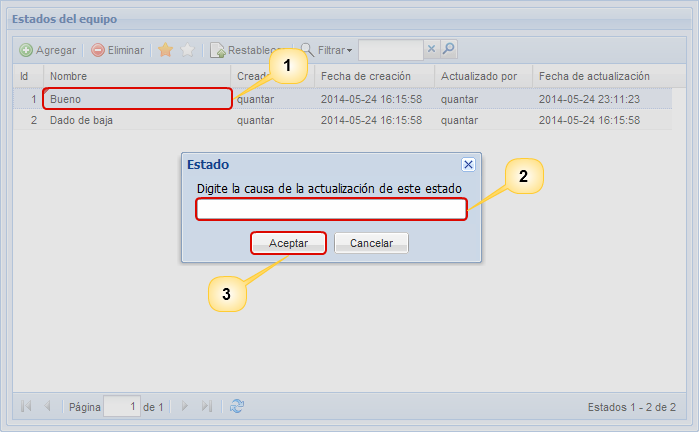 Estados del equipo
Agregar Eliminar Filtrar
1
Id Nombre Fecha de creación Actualizado por Fecha de actualización
1 Bueno quantar 2014-05-24 16:15:58 quantar 2014-05-24 23:11:23
2 Dado de baja quantar 2014-05-24 16:15:58 quantar 2014-05-24 16:15:58
Estado
Digite la causa de la actualización de este estado
2
Aceptar Cancelar
3
Página 1 de 1 Estados 1 - 2 de 2